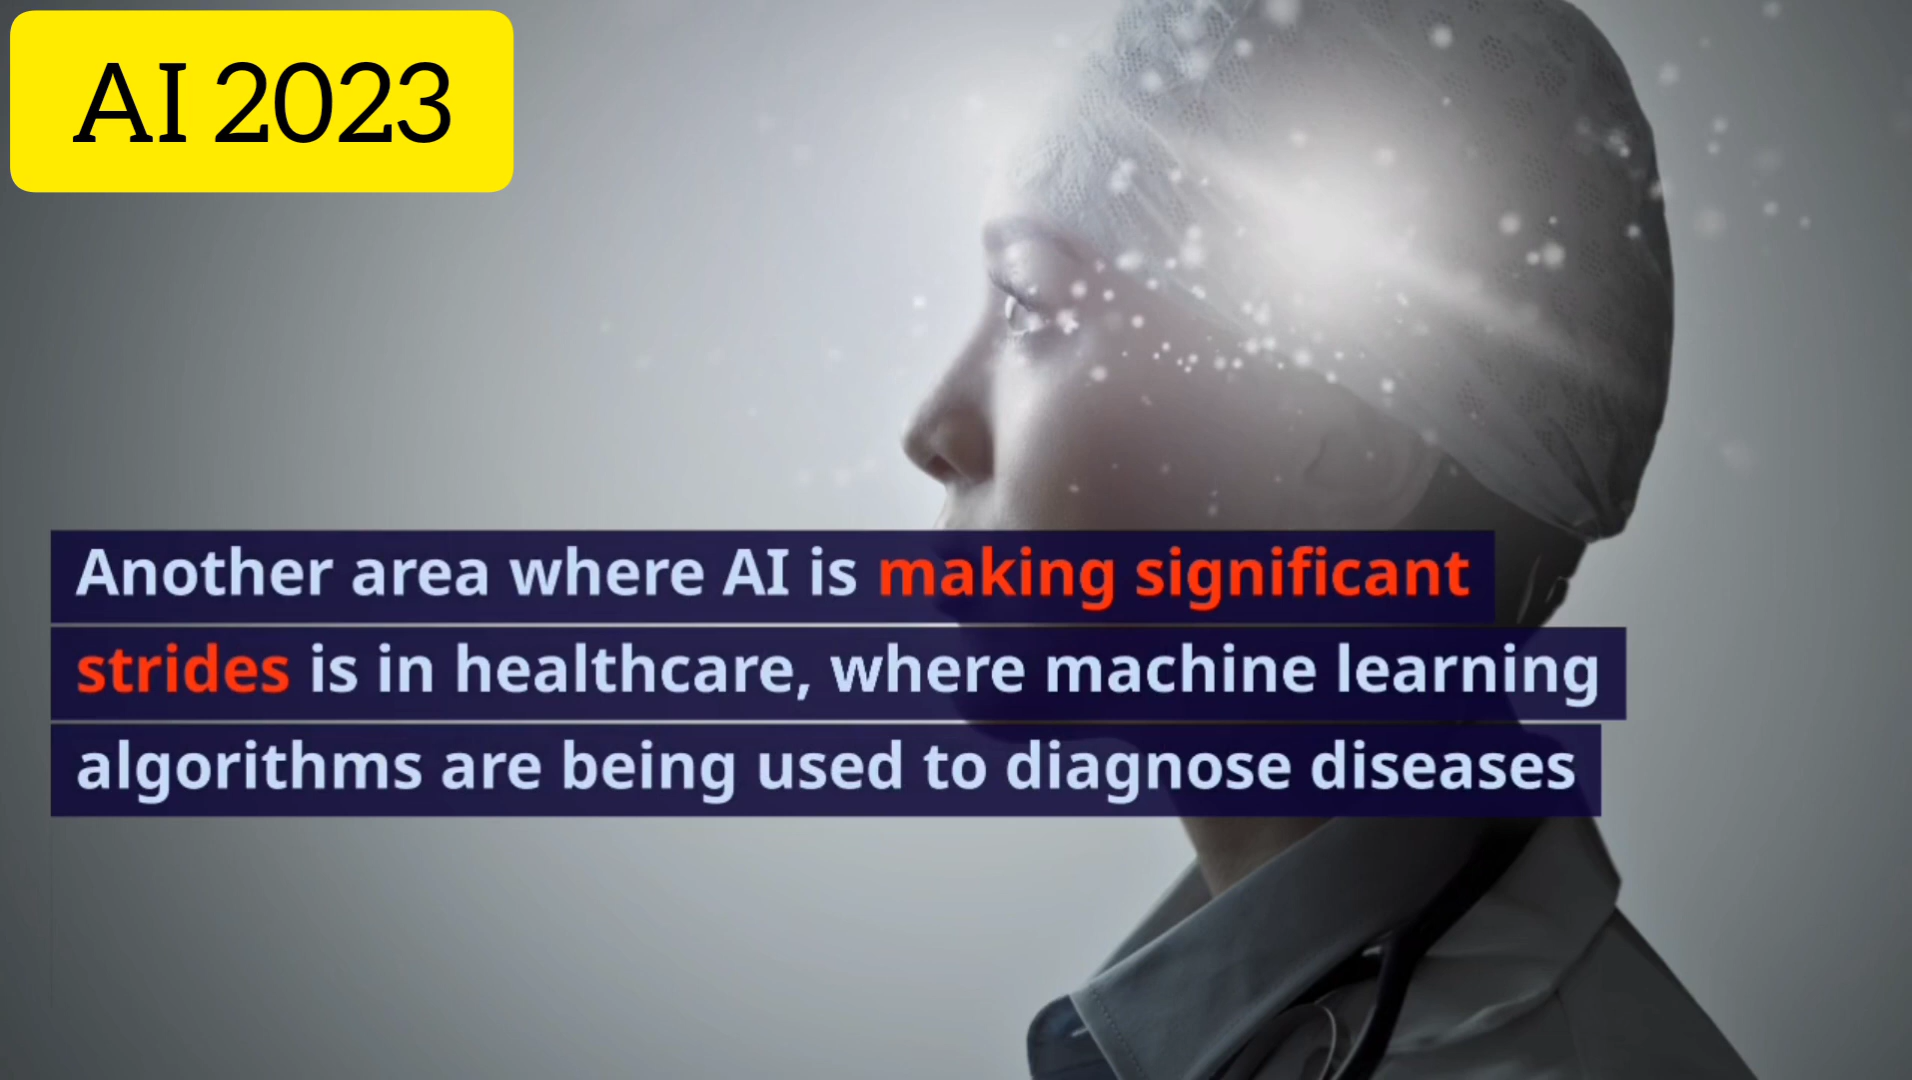 AI 2023
Another area where AI is making significant
strides is in healthcare, where machine learning
algorithms are being used to diagnose diseases